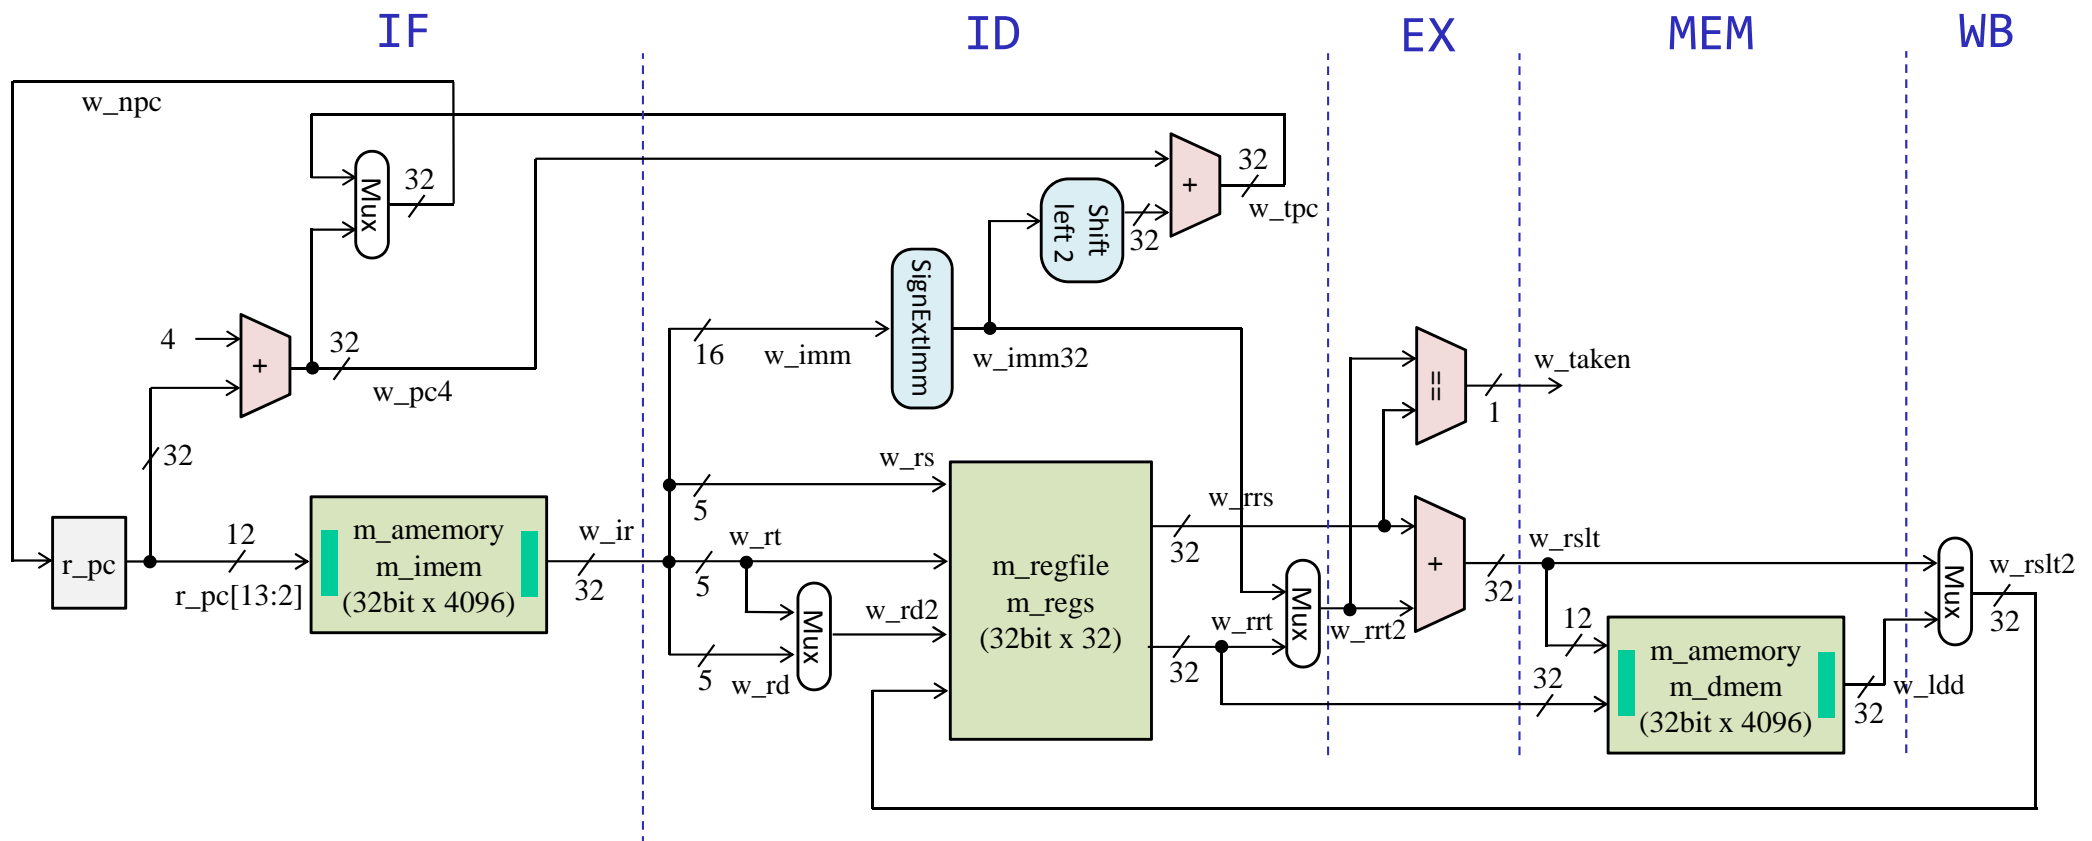 IF
ID
EX
MEM
WB
w_npc
Mux
32
4
+
32
w_pc4
32
r_pc
12
r_pc[13:2]
m_amemory
m_imem
(32bit x 4096)
w_ir
32
16
w_imm
SignExtImm
w_imm32
Shift
left 2
32
+
32
w_tpc
w_rs
5
w_rt
5
5
w_rd
Mux
w_rd2
m_regfile
m_regs
(32bit x 32)
w_rrs
32
w_rrt
32
Mux
w_rrt2
==
1
w_taken
+
32
w_rslt
12
32
m_amemory
m_dmem
(32bit x 4096)
32
w_ldd
Mux
w_rslt2
32